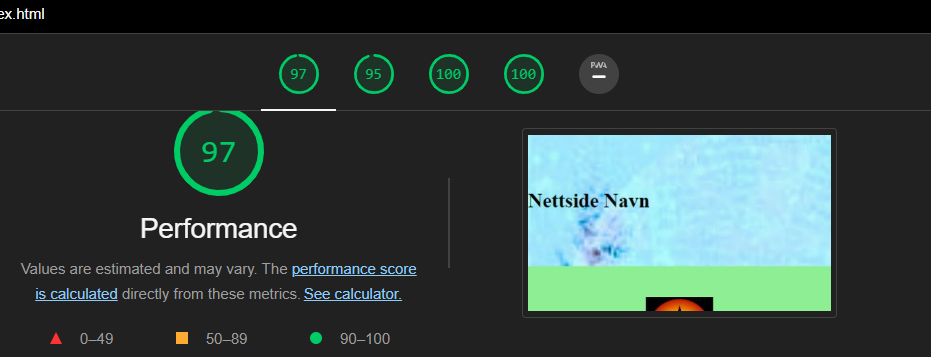 ex.html
97 95 100 100 PWA
97
Performance
Values are estimated and may vary. The performance score
is calculated directly from these metrics. See calculator.
0–49 50–89 90–100
Nettside Navn